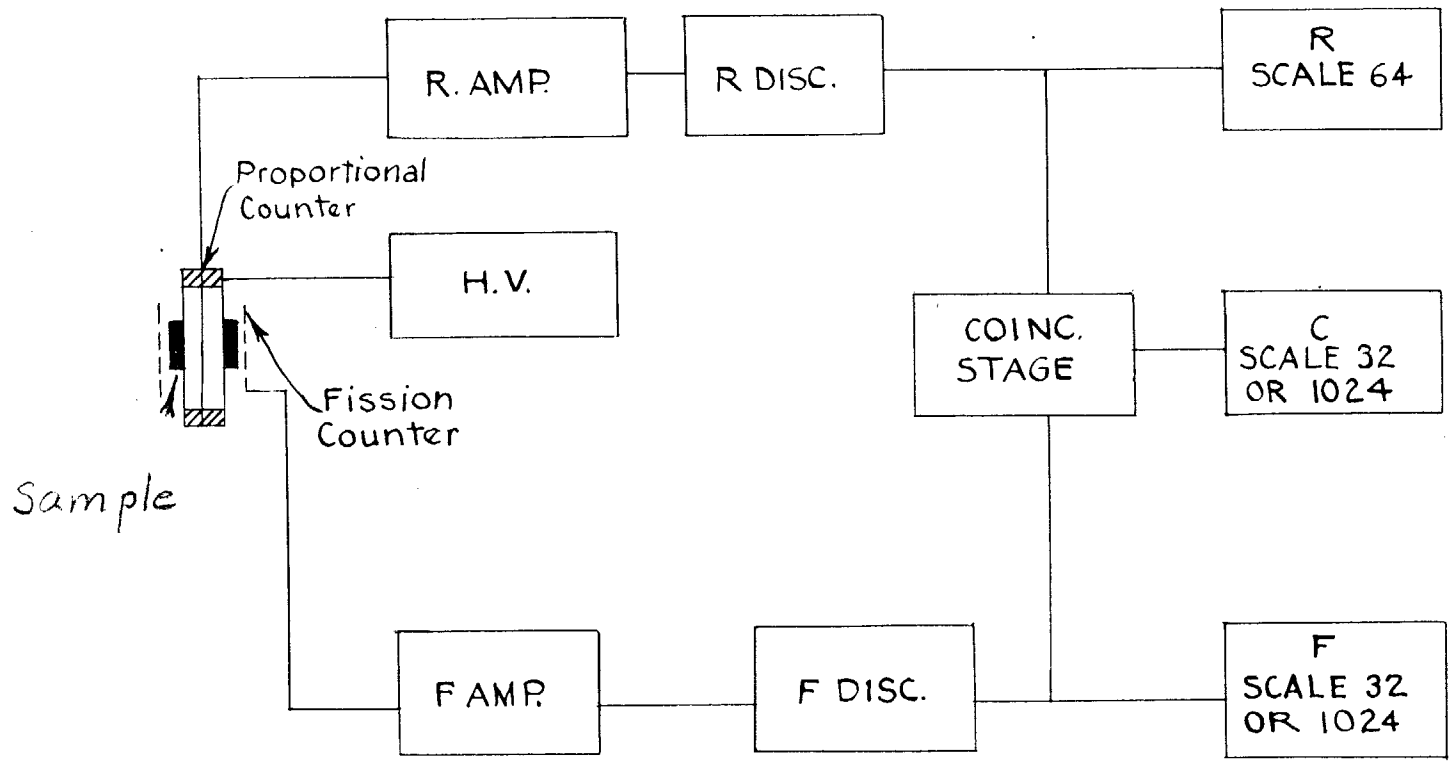 R. AMP.
R DISC.
R
SCALE 64
Proportional
Counter
H.V.
COINC.
STAGE
C
SCALE 32
OR 1024
Fission
Counter
Sample
F AMP.
F DISC.
F
SCALE 32
OR 1024